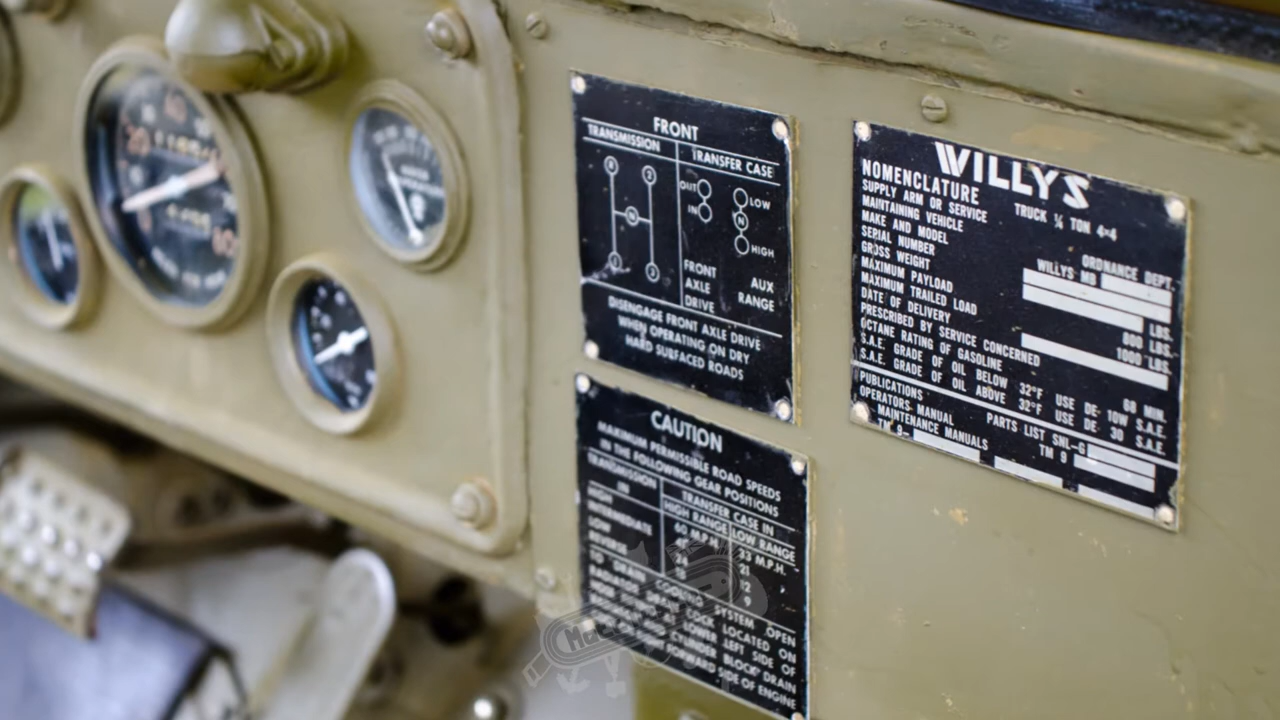 FRONT
TRANSMISSION TRANSFER CASE
R 2
OUT
IN
N
LOW
N
HIGH
1 3
FRONT AXLE DRIVE
AUX RANGE
DISENGAGE FRONT AXLE DRIVE
WHEN OPERATING ON DRY
HARD SURFACED ROADS
CAUTION
MAXIMUM PERMISSIBLE ROAD SPEEDS
IN THE FOLLOWING GEAR POSITIONS
TRANSMISSION IN
TRANSFER CASE IN
HIGH RANGE LOW RANGE
HIGH 60 M.P.H. 33 M.P.H.
INTERMEDIATE 21
LOW 12
REVERSE 9
TO DRAIN COOLING SYSTEM OPEN
RADIATOR DRAIN COCK LOCATED ON
AT LOWER LEFT SIDE OF
AND CYLINDER BLOCK DRAIN
FORWARD SIDE OF ENGINE
WILLYS
NOMENCLATURE TRUCK ¼ TON 4×4
SUPPLY ARM OR SERVICE
MAINTAINING VEHICLE ORDNANCE DEPT.
MAKE AND MODEL WILLYS MB
SERIAL NUMBER
GROSS WEIGHT LBS.
MAXIMUM PAYLOAD 800 LBS.
MAXIMUM TRAILED LOAD 1000 LBS.
DATE OF DELIVERY
PRESCRIBED BY SERVICE CONCERNED
OCTANE RATING OF GASOLINE 68 MIN.
S.A.E. GRADE OF OIL BELOW 32°F USE DE- 10W S.A.E.
S.A.E. GRADE OF OIL ABOVE 32°F USE DE- 30 S.A.E.
PUBLICATIONS
OPERATORS MANUAL PARTS LIST SNL-G
MAINTENANCE MANUALS TM 9
TM 9-